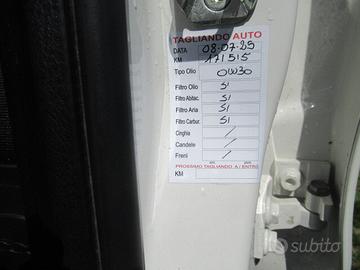 TAGLIANDO AUTO
DATA 08-07-25
KM 171515
Tipo Olio 0W30
Filtro Olio SI
Filtro Abitac. SI
Filtro Aria SI
Filtro Carbur. SI
Cinghia /
Candele /
Freni /
PROSSIMO TAGLIANDO A / ENTRO
KM
subito